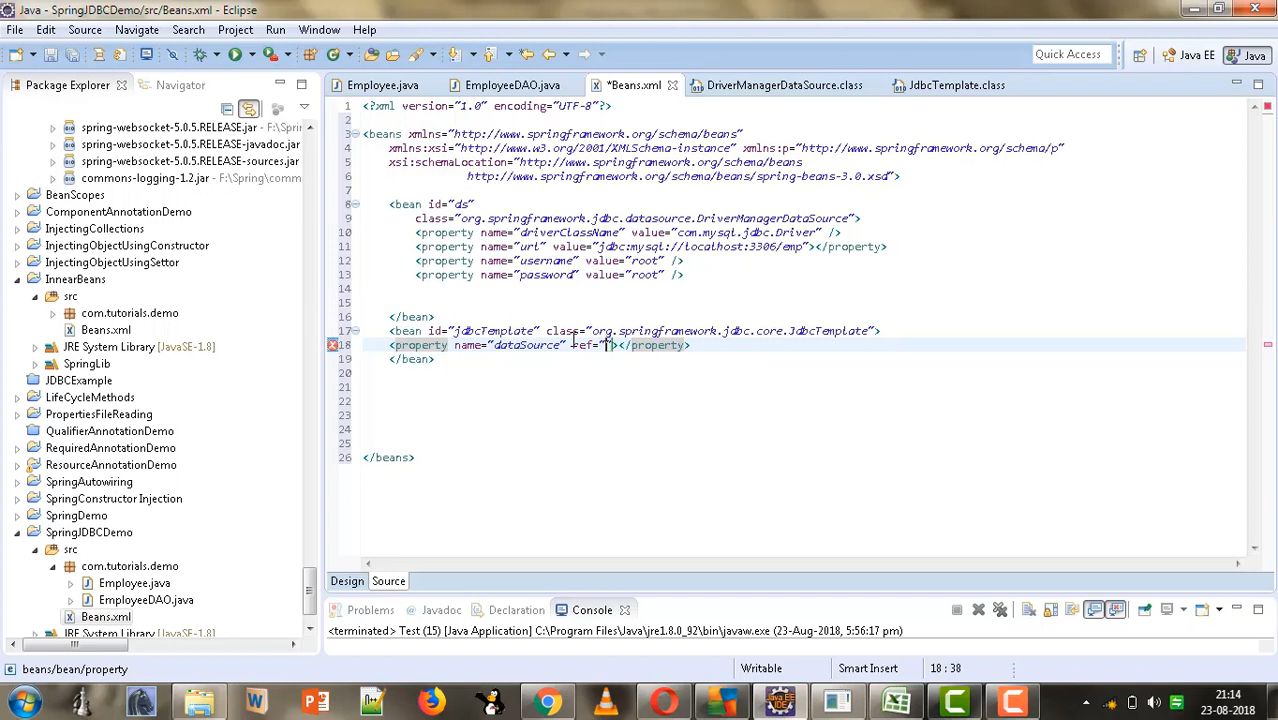 Java - SpringJDBCDemo/src/Beans.xml - Eclipse
File Edit Source Navigate Search Project Run Window Help
Quick Access Java EE Java
Package Explorer Navigator
spring-websocket-5.0.5.RELEASE.jar - F:\Sprin
spring-websocket-5.0.5.RELEASE-javadoc.jar
spring-websocket-5.0.5.RELEASE-sources.jar
commons-logging-1.2.jar - F:\Spring\comm
BeanScopes
ComponentAnnotationDemo
InjectingCollections
InjectingObjectUsingConstructor
InjectingObjectUsingSettor
InnearBeans
src
com.tutorials.demo
Beans.xml
JRE System Library [JavaSE-1.8]
SpringLib
JDBCExample
LifeCycleMethods
PropertiesFileReading
QualifierAnnotationDemo
RequiredAnnotationDemo
ResourceAnnotationDemo
SpringAutowiring
SpringConstructor Injection
SpringDemo
SpringJDBCDemo
src
com.tutorials.demo
Employee.java
EmployeeDAO.java
Beans.xml
JRE System Library [JavaSE-1.8]
Employee.java EmployeeDAO.java *Beans.xml DriverManagerDataSource.class JdbcTemplate.class
1 <?xml version="1.0" encoding="UTF-8"?>
2
3 <beans xmlns="http://www.springframework.org/schema/beans"
4 xmlns:xsi="http://www.w3.org/2001/XMLSchema-instance" xmlns:p="http://www.springframework.org/schema/p"
5 xsi:schemaLocation="http://www.springframework.org/schema/beans
6 http://www.springframework.org/schema/beans/spring-beans-3.0.xsd">
7
8 <bean id="ds"
9 class="org.springframework.jdbc.datasource.DriverManagerDataSource">
10 <property name="driverClassName" value="com.mysql.jdbc.Driver" />
11 <property name="url" value="jdbc:mysql://localhost:3306/emp"></property>
12 <property name="username" value="root" />
13 <property name="password" value="root" />
14
15
16 </bean>
17 <bean id="jdbcTemplate" class="org.springframework.jdbc.core.JdbcTemplate">
18 <property name="dataSource" ref=""></property>
19 </bean>
20
21
22
23
24
25
26 </beans>
Design Source
Problems Javadoc Declaration Console
<terminated> Test (15) [Java Application] C:\Program Files\Java\jre1.8.0_92\bin\javaw.exe (23-Aug-2018, 5:56:17 pm)
beans/bean/property Writable Smart Insert 18 : 38
21:14
23-08-2018